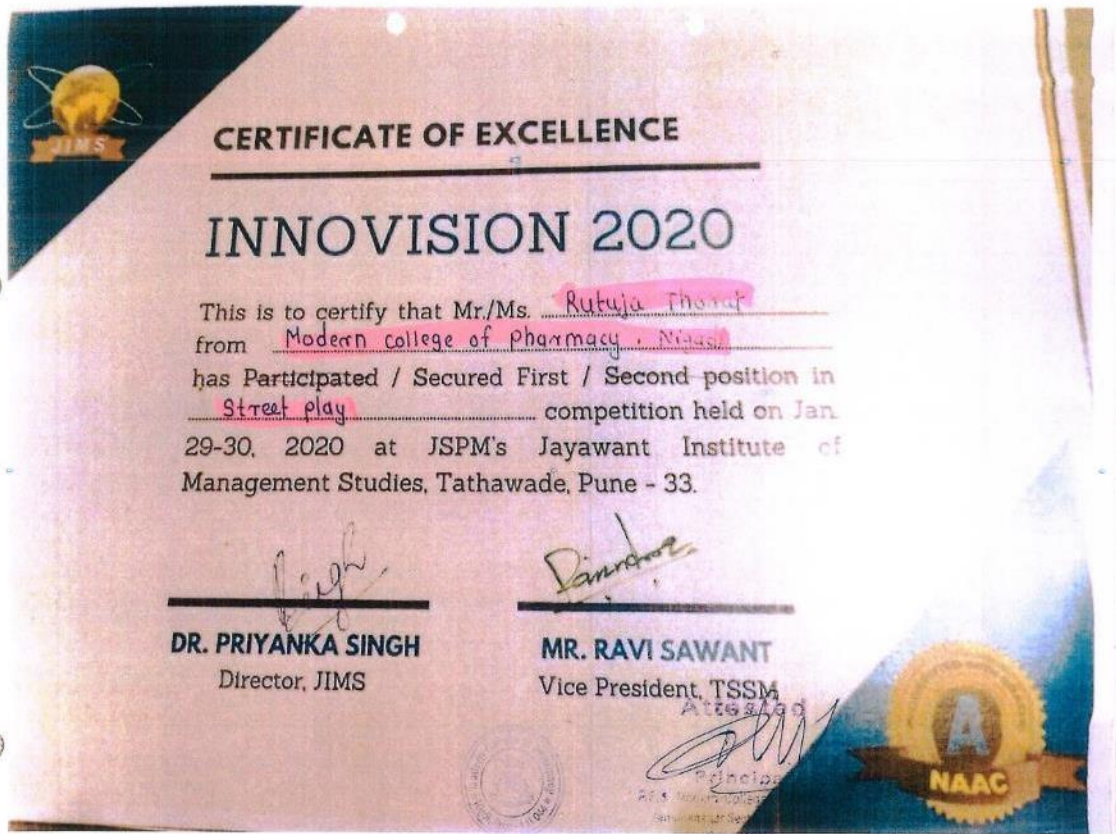 JIMS
CERTIFICATE OF EXCELLENCE
INNOVISION 2020
This is to certify that Mr./Ms. Rutuja Thorat
from Modern college of Pharmacy, Nigdi
has Participated / Secured First / Second position in
Street play competition held on Jan.
29-30, 2020 at JSPM's Jayawant Institute of
Management Studies, Tathawade, Pune - 33.
DR. PRIYANKA SINGH
Director, JIMS
MR. RAVI SAWANT
Vice President, TSSM
Attested
Principal
A
NAAC